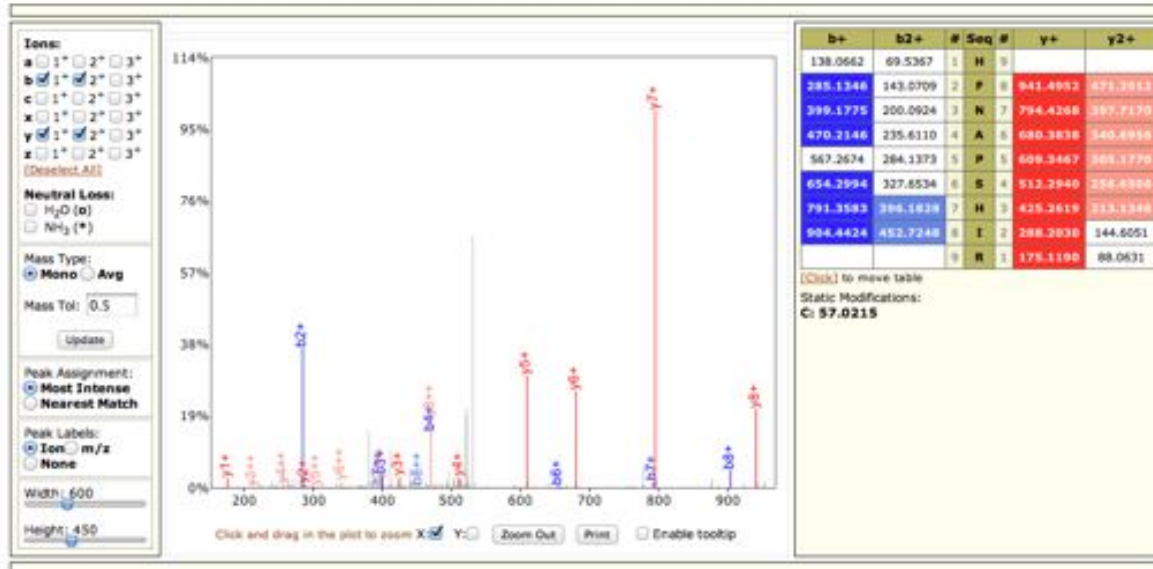 Ions:
a 1+ 2+ 3+
b 1+ 2+ 3+
c 1+ 2+ 3+
x 1+ 2+ 3+
y 1+ 2+ 3+
z 1+ 2+ 3+
[Deselect All]
Neutral Loss:
H2O (o)
NH3 (*)
Mass Type:
Mono Avg
Mass Tol: 0.5
Update
Peak Assignment:
Most Intense
Nearest Match
Peak Labels:
Ion m/z
None
Width: 600
Height: 450
114%
95%
76%
57%
38%
19%
0%
200 300 400 500 600 700 800 900
y1+
y2+
b2+
b3+
y3+
b8++
b4+
y4+
y5+
b6+
y6+
b7+
y7+
b8+
y8+
Click and drag in the plot to zoom X: Y: Zoom Out Print Enable tooltip
b+ b2+ # Seq # y+ y2+
138.0662 69.5367 1 H 9
285.1346 143.0709 2 F 8 941.4952 471.2512
399.1775 200.0924 3 N 7 794.4268 397.7170
470.2146 235.6110 4 A 6 680.3838 340.6956
567.2674 284.1373 5 P 5 609.3467 305.1770
654.2994 327.6534 6 S 4 512.2940 256.6506
791.3583 396.1828 7 H 3 425.2619 213.1346
904.4424 452.7248 8 I 2 288.2030 144.6051
9 R 1 175.1190 88.0631
[Click] to move table
Static Modifications:
C: 57.0215